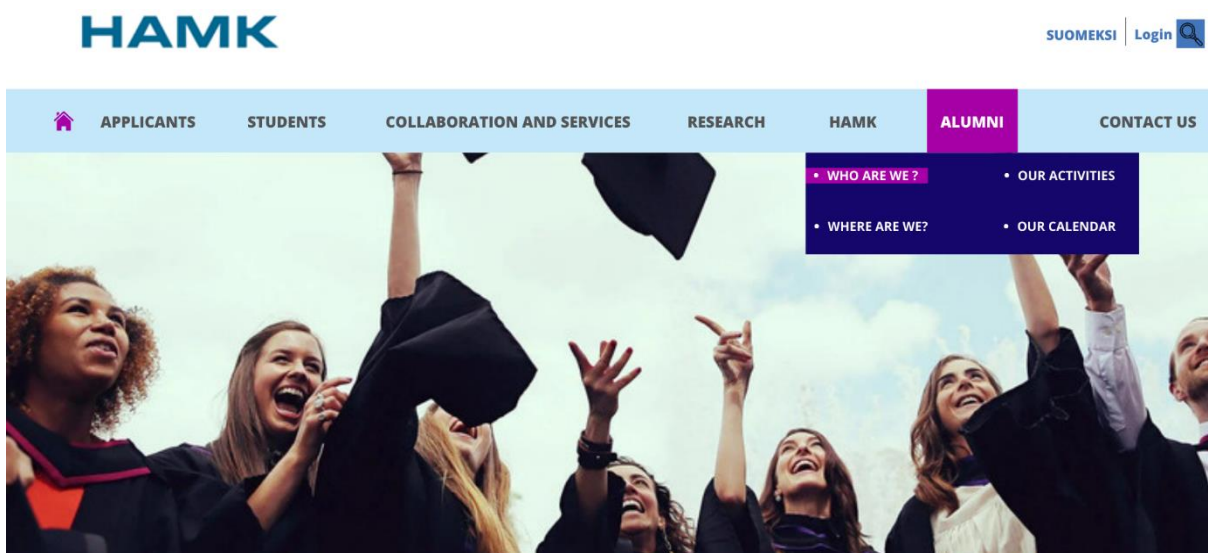 HAMK
SUOMEKSI Login
APPLICANTS STUDENTS COLLABORATION AND SERVICES RESEARCH HAMK ALUMNI CONTACT US
• WHO ARE WE ? • OUR ACTIVITIES
• WHERE ARE WE? • OUR CALENDAR